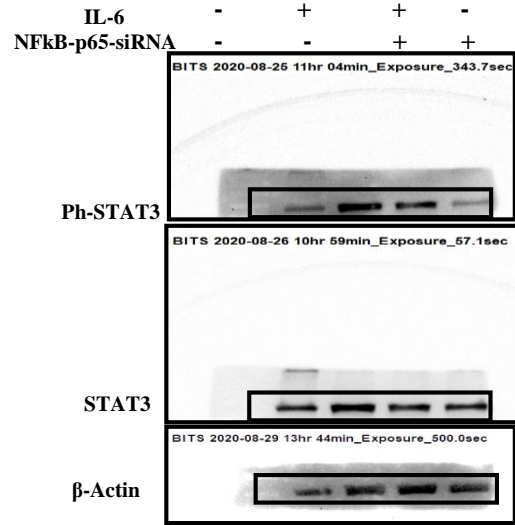 IL-6 - + + -
NFkB-p65-siRNA - - + +
BITS 2020-08-25 11hr 04min_Exposure_343.7sec
Ph-STAT3
BITS 2020-08-26 10hr 59min_Exposure_57.1sec
STAT3
BITS 2020-08-29 13hr 44min_Exposure_500.0sec
β-Actin